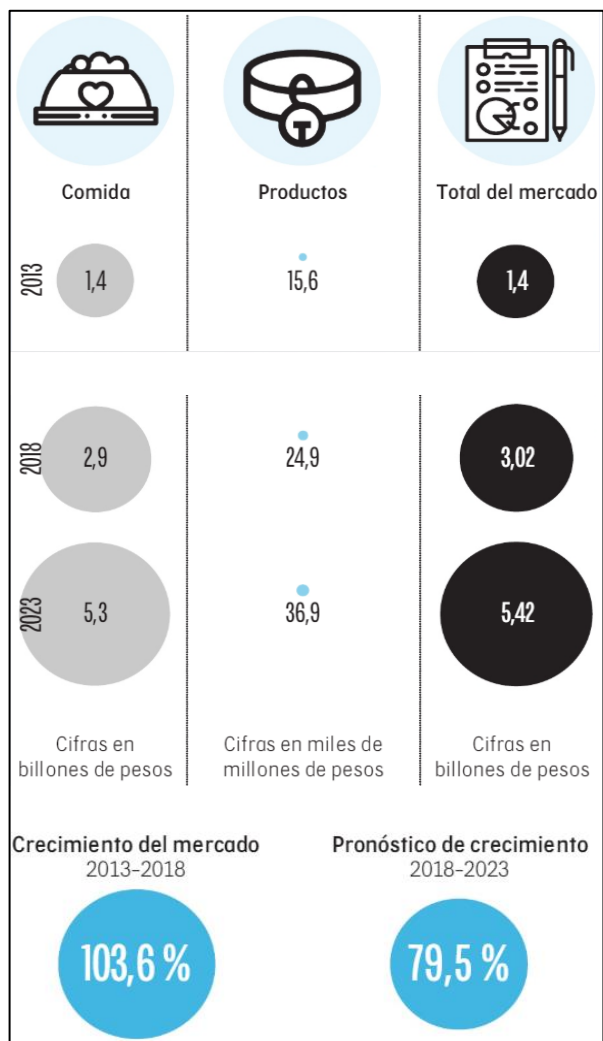 T
Comida
Productos
Total del mercado
2013
1,4
15,6
1,4
2018
2,9
24,9
3,02
2023
5,3
36,9
5,42
Cifras en
billones de pesos
Cifras en miles de
millones de pesos
Cifras en
billones de pesos
Crecimiento del mercado
2013-2018
103,6 %
Pronóstico de crecimiento
2018-2023
79,5 %